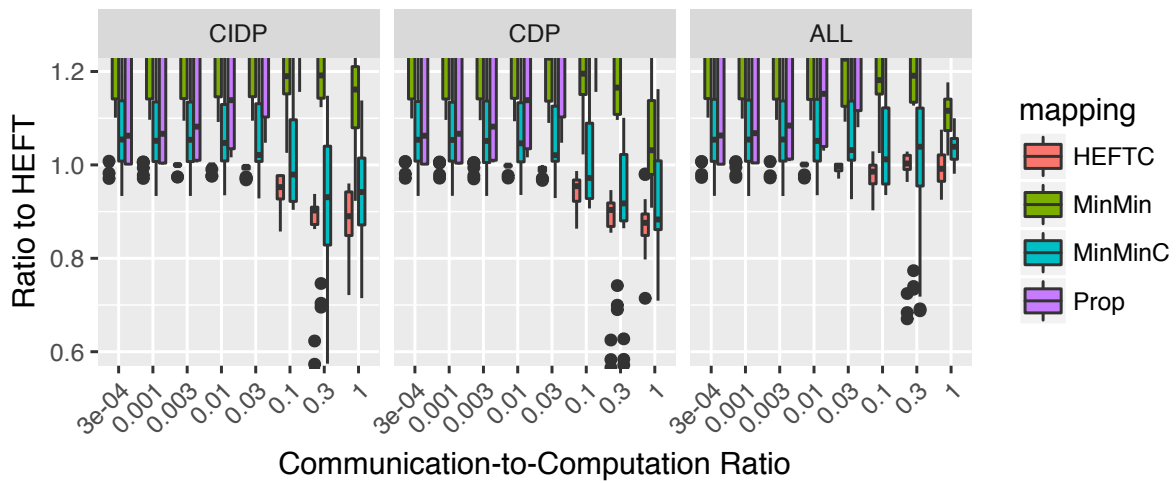 CIDP
CDP
ALL
Ratio to HEFT
1.2
1.0
0.8
0.6
3e-04
0.001
0.003
0.01
0.03
0.1
0.3
1
3e-04
0.001
0.003
0.01
0.03
0.1
0.3
1
3e-04
0.001
0.003
0.01
0.03
0.1
0.3
1
Communication-to-Computation Ratio
mapping
HEFTC
MinMin
MinMinC
Prop